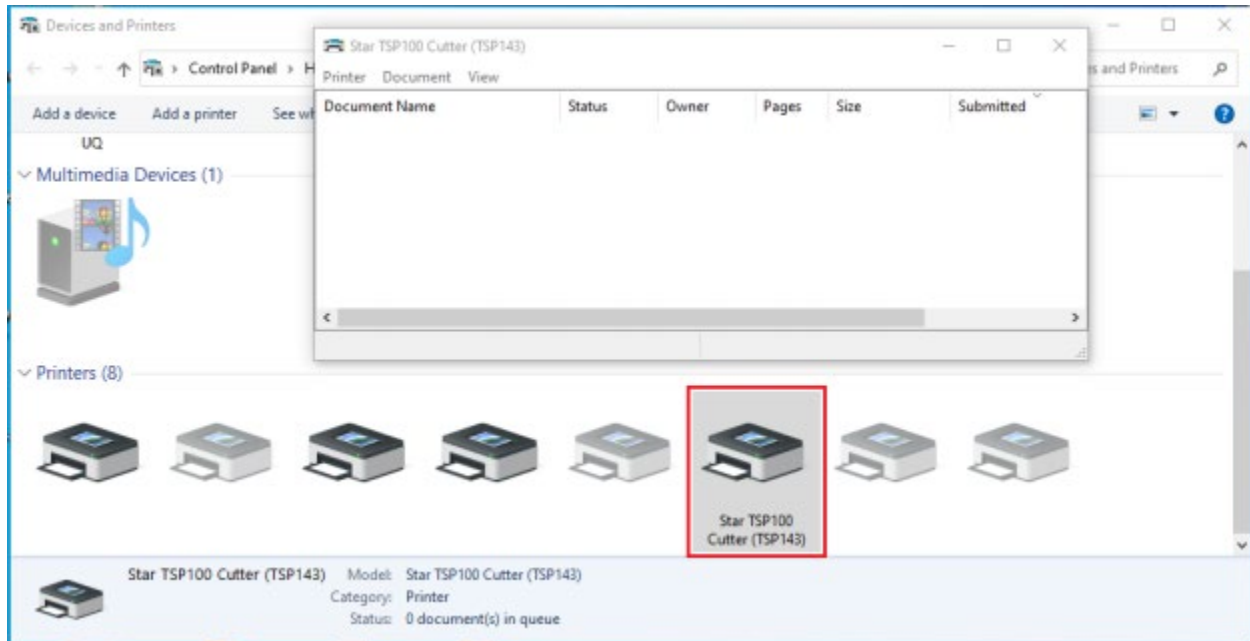 Devices and Printers
Star TSP100 Cutter (TSP143)
Control Panel > H
s and Printers
Printer Document View
Add a device Add a printer See wh
Document Name Status Owner Pages Size Submitted
UQ
Multimedia Devices (1)
Printers (8)
Star TSP100
Cutter (TSP143)
Star TSP100 Cutter (TSP143) Model: Star TSP100 Cutter (TSP143)
Category: Printer
Status: 0 document(s) in queue